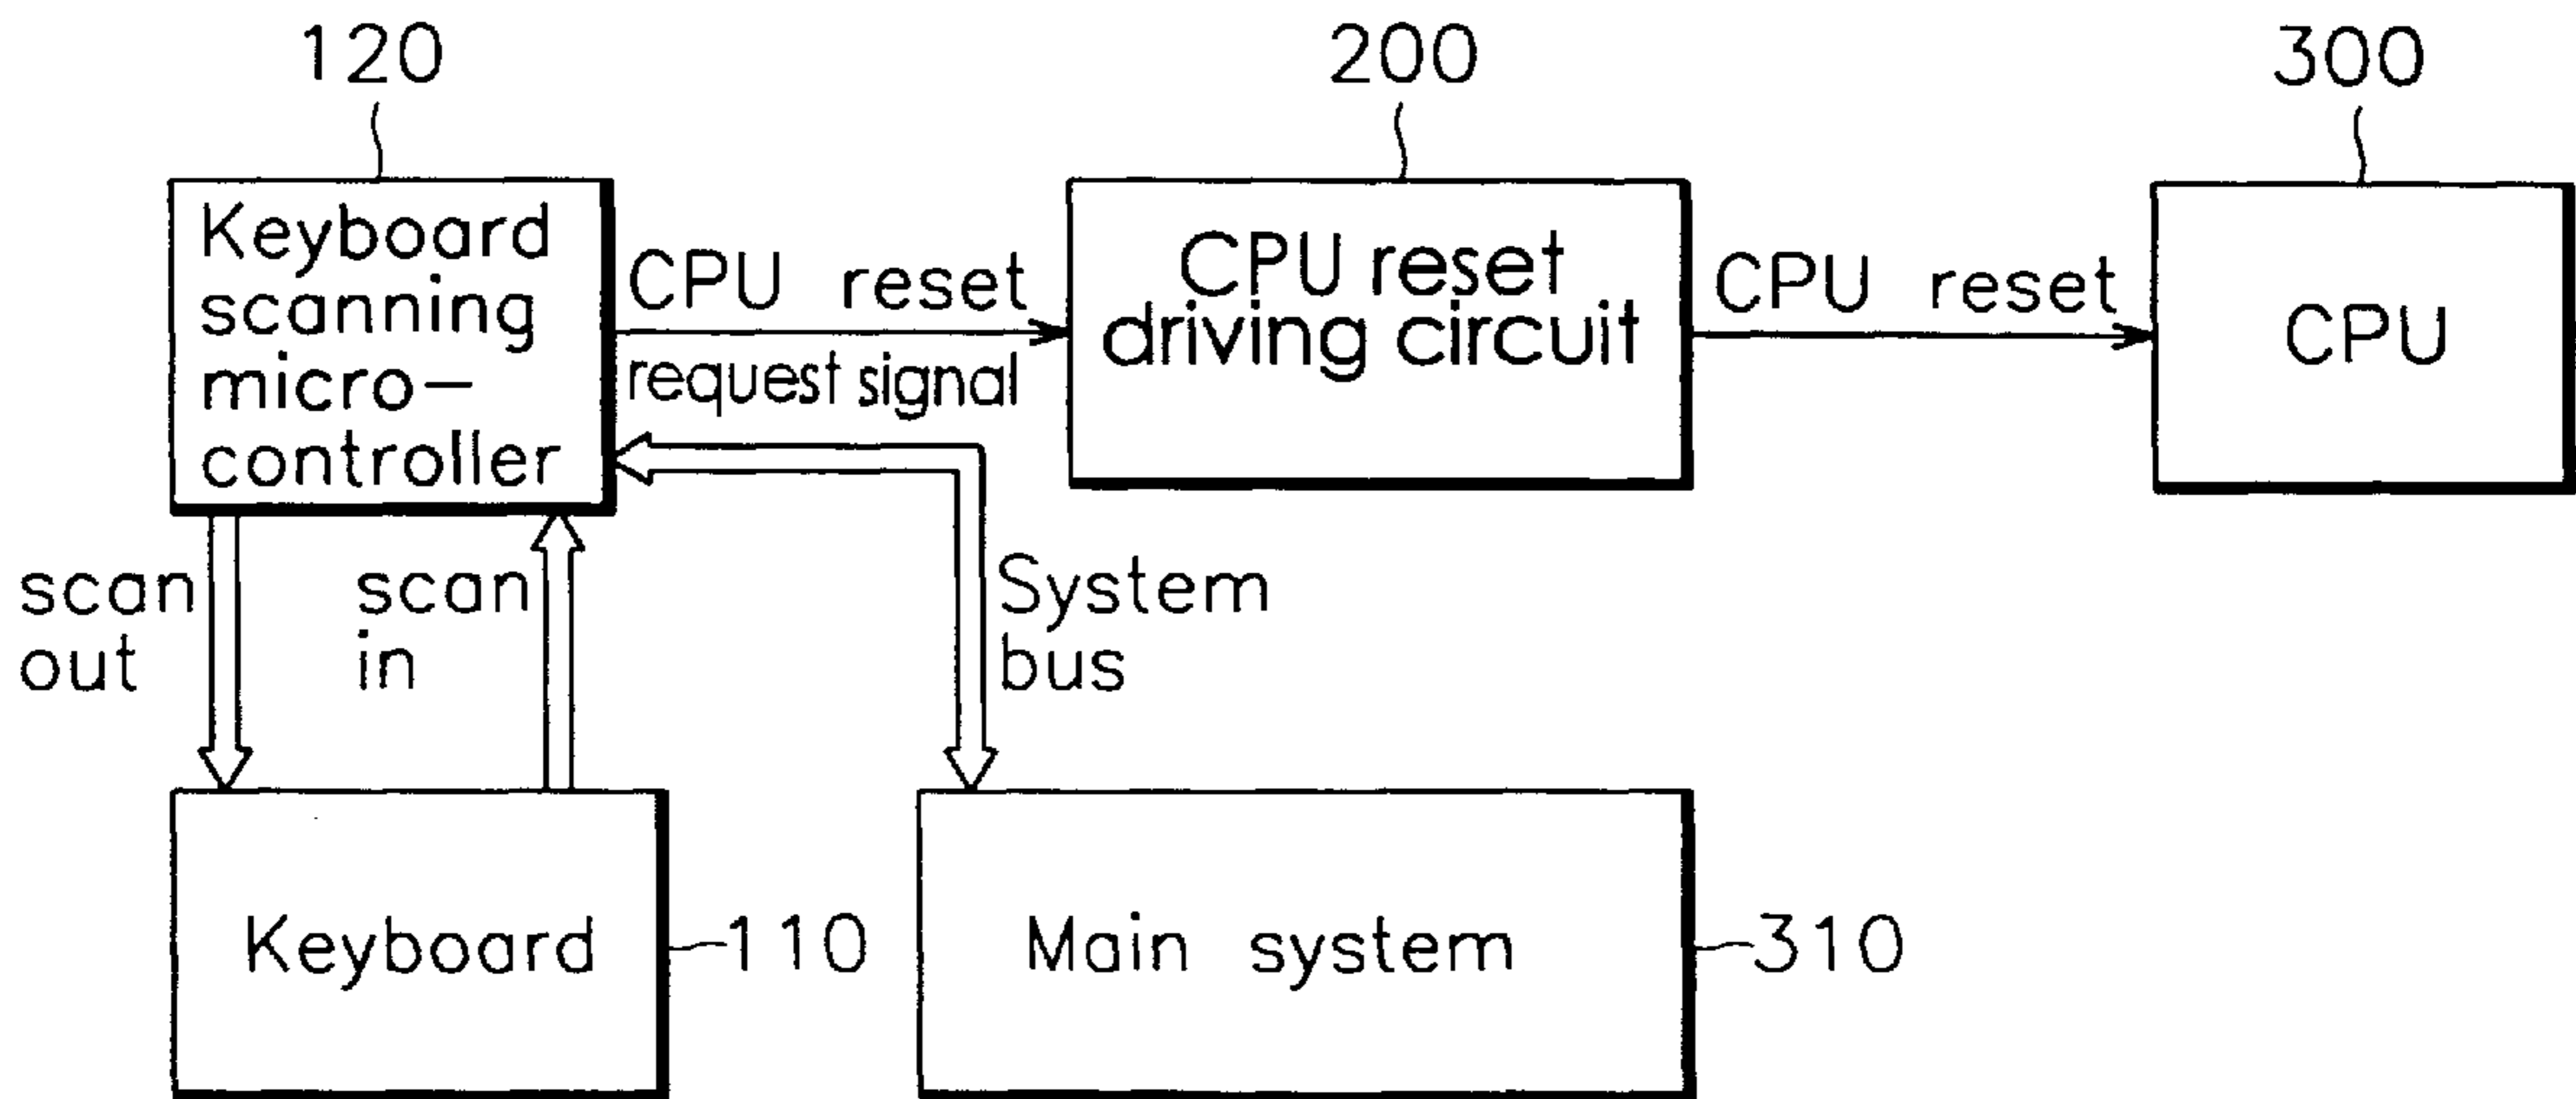 120
200
300
Keyboard
scanning
micro-
controller
CPU reset
request signal
CPU reset
driving circuit
CPU reset
CPU
scan
out
scan
in
System
bus
Keyboard
110
Main system
310